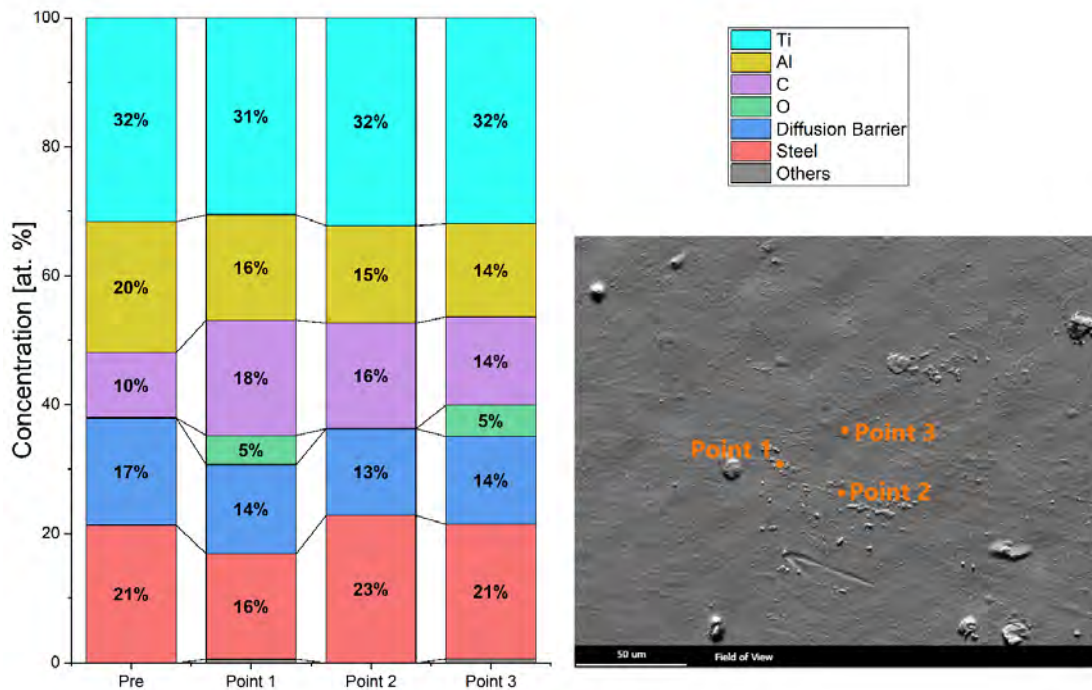 Concentration [at. %]
100
80
60
40
20
0
32%
20%
10%
17%
21%
Pre
31%
16%
18%
5%
14%
16%
Point 1
32%
15%
16%
13%
23%
Point 2
32%
14%
14%
5%
14%
21%
Point 3
Ti
Al
C
O
Diffusion Barrier
Steel
Others
Point 3
Point 1
Point 2
50 um
Field of View